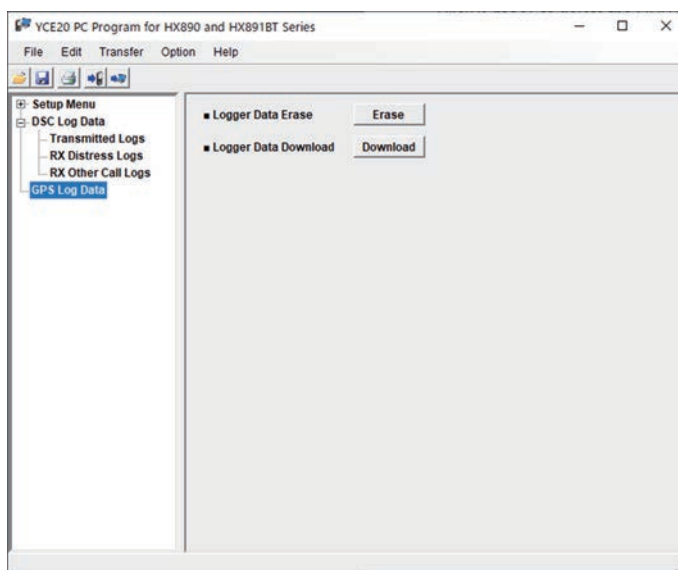 YCE20 PC Program for HX890 and HX891BT Series
File Edit Transfer Option Help
Setup Menu
DSC Log Data
Transmitted Logs
RX Distress Logs
RX Other Call Logs
GPS Log Data
Logger Data Erase Erase
Logger Data Download Download